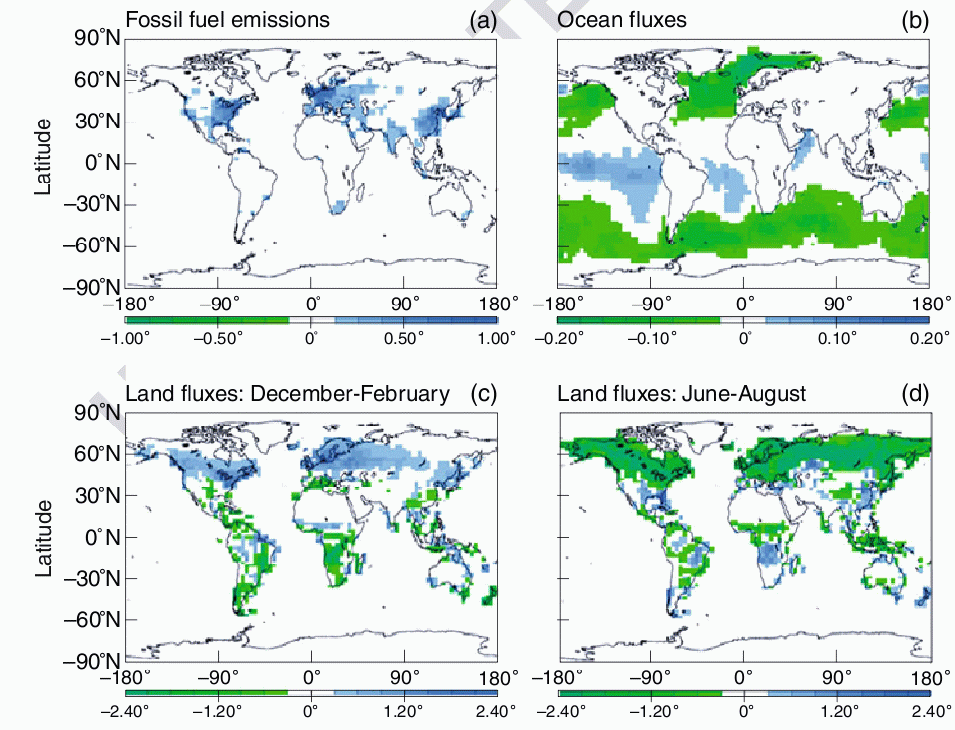 Fossil fuel emissions (a)
Ocean fluxes (b)
90°N
60°N
30°N
0°N
−30°N
−60°N
−90°N
Latitude
−180° −90° 0° 90° 180°
−180° −90° 0° 90° 180°
−1.00° −0.50° 0° 0.50° 1.00°
−0.20° −0.10° 0° 0.10° 0.20°
Land fluxes: December-February (c)
Land fluxes: June-August (d)
90°N
60°N
30°N
0°N
−30°N
−60°N
−90°N
Latitude
−180° −90° 0° 90° 180°
−180° −90° 0° 90° 180°
−2.40° −1.20° 0° 1.20° 2.40°
−2.40° −1.20° 0° 1.20° 2.40°